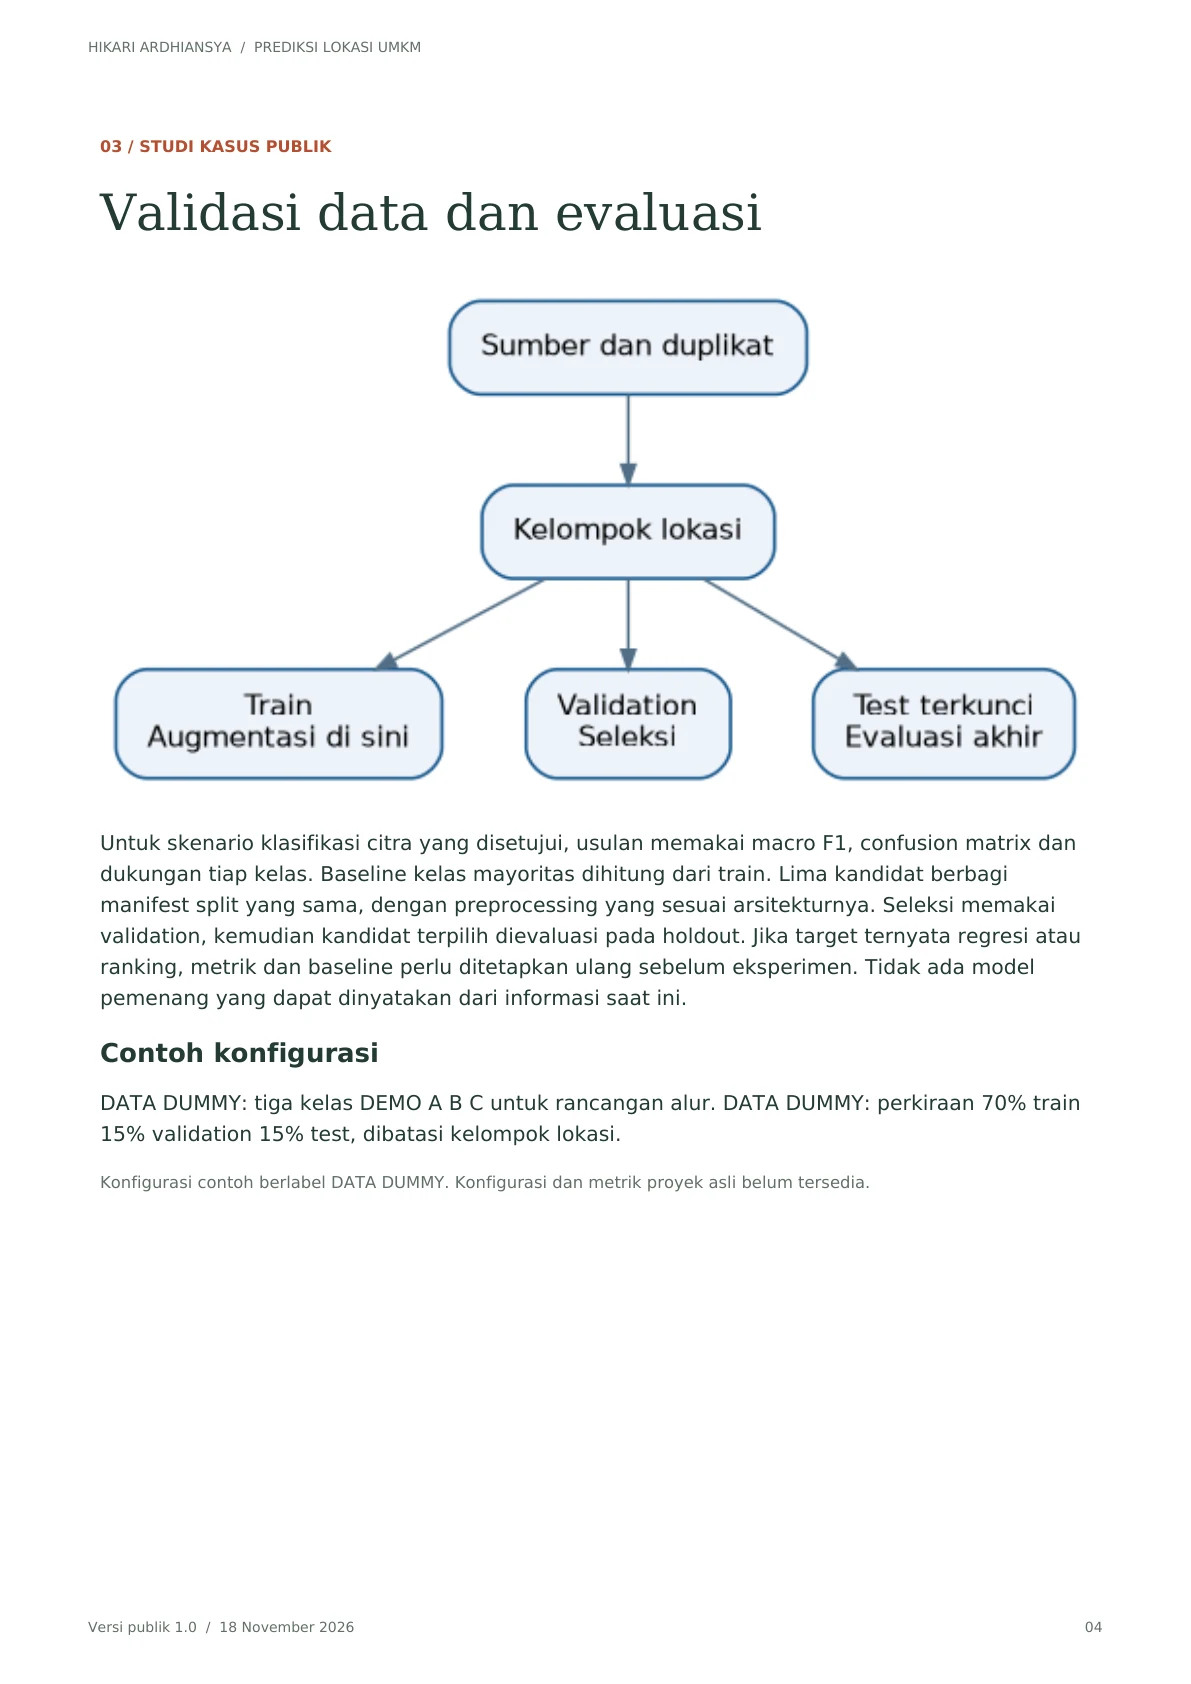 HIKARI ARDHIANSYA / PREDIKSI LOKASI UMKM
03 / STUDI KASUS PUBLIK
Validasi data dan evaluasi
Sumber dan duplikat
Kelompok lokasi
Train
Augmentasi di sini
Validation
Seleksi
Test terkunci
Evaluasi akhir
Untuk skenario klasifikasi citra yang disetujui, usulan memakai macro F1, confusion matrix dan
dukungan tiap kelas. Baseline kelas mayoritas dihitung dari train. Lima kandidat berbagi
manifest split yang sama, dengan preprocessing yang sesuai arsitekturnya. Seleksi memakai
validation, kemudian kandidat terpilih dievaluasi pada holdout. Jika target ternyata regresi atau
ranking, metrik dan baseline perlu ditetapkan ulang sebelum eksperimen. Tidak ada model
pemenang yang dapat dinyatakan dari informasi saat ini.
Contoh konfigurasi
DATA DUMMY: tiga kelas DEMO A B C untuk rancangan alur. DATA DUMMY: perkiraan 70% train
15% validation 15% test, dibatasi kelompok lokasi.
Konfigurasi contoh berlabel DATA DUMMY. Konfigurasi dan metrik proyek asli belum tersedia.
Versi publik 1.0 / 18 November 2026
04